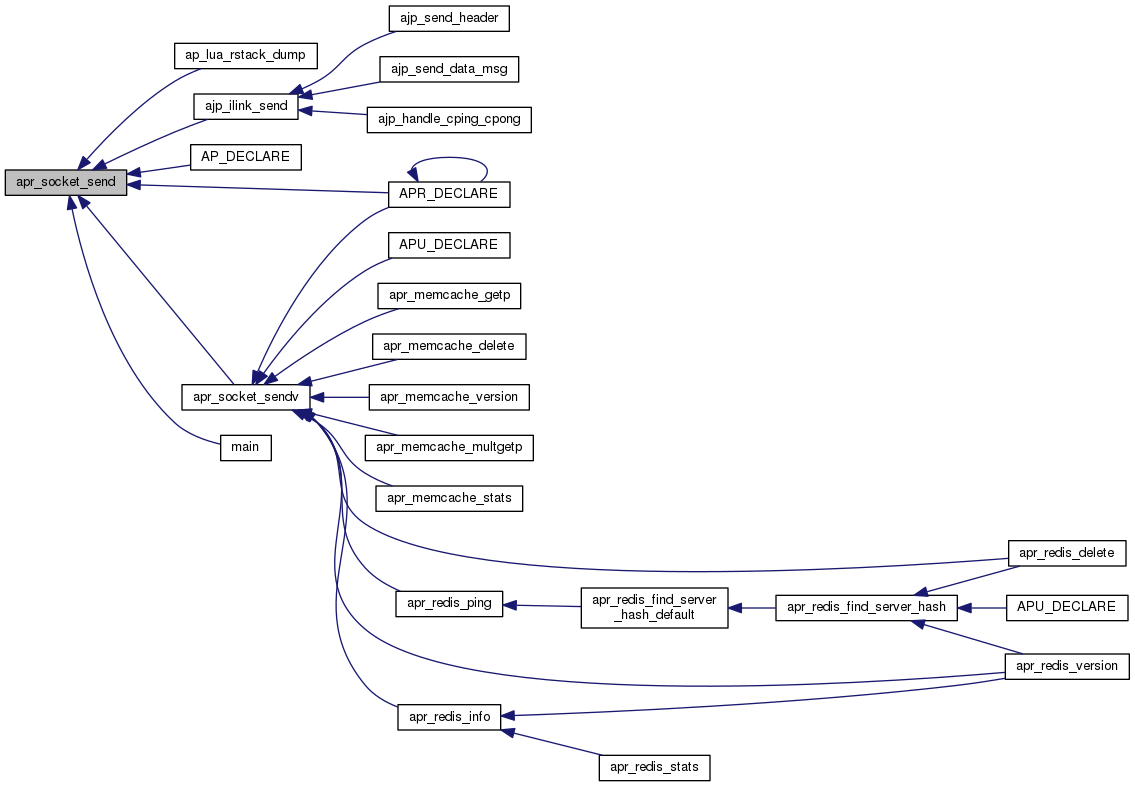 ajp_send_header
ap_lua_rstack_dump
ajp_send_data_msg
ajp_ilink_send
ajp_handle_cping_cpong
AP_DECLARE
apr_socket_send
APR_DECLARE
APU_DECLARE
apr_memcache_getp
apr_memcache_delete
apr_socket_sendv
apr_memcache_version
main
apr_memcache_multgetp
apr_memcache_stats
apr_redis_delete
apr_redis_ping
apr_redis_find_server
_hash_default
apr_redis_find_server_hash
APU_DECLARE
apr_redis_version
apr_redis_info
apr_redis_stats